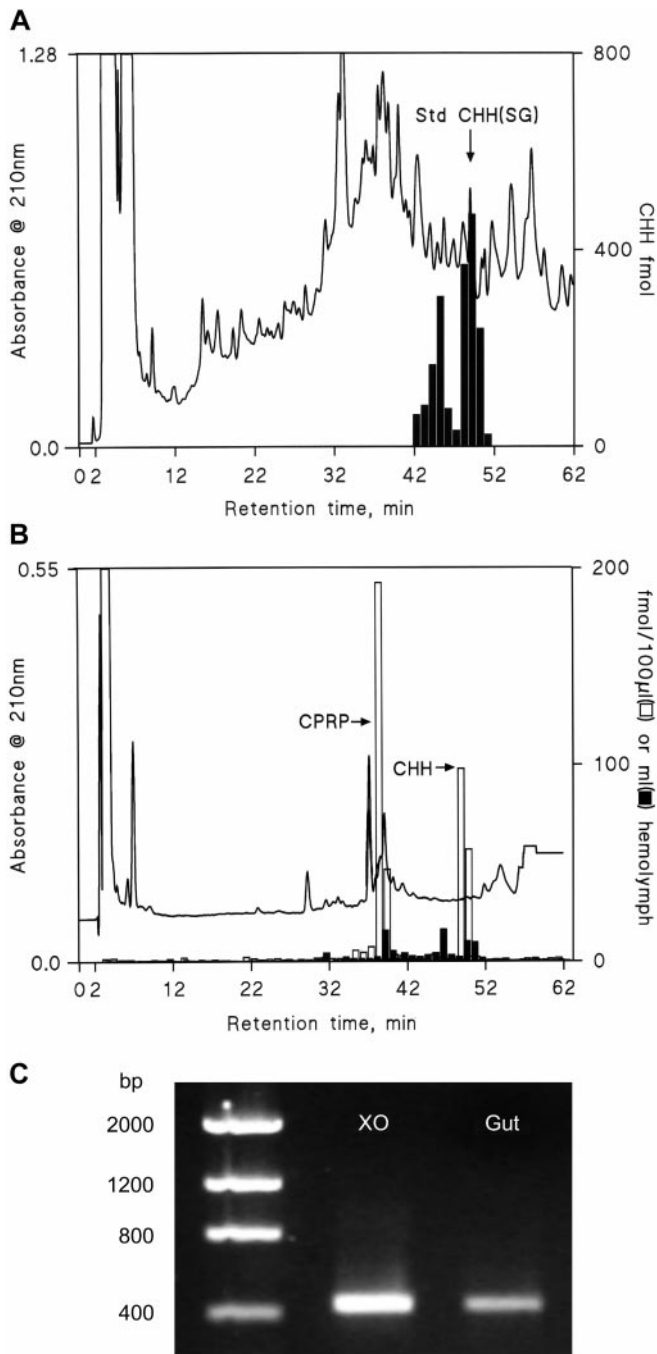 A
1.28
800
Std CHH(SG)
Absorbance @ 210nm
CHH fmol
400
0.0
0
0 2 12 22 32 42 52 62
Retention time, min
B
0.55
200
CPRP
CHH
Absorbance @ 210nm
fmol/100µl(□) or ml(■) hemolymph
100
0.0
0
0 2 12 22 32 42 52 62
Retention time, min
C
bp
2000
XO Gut
1200
800
400